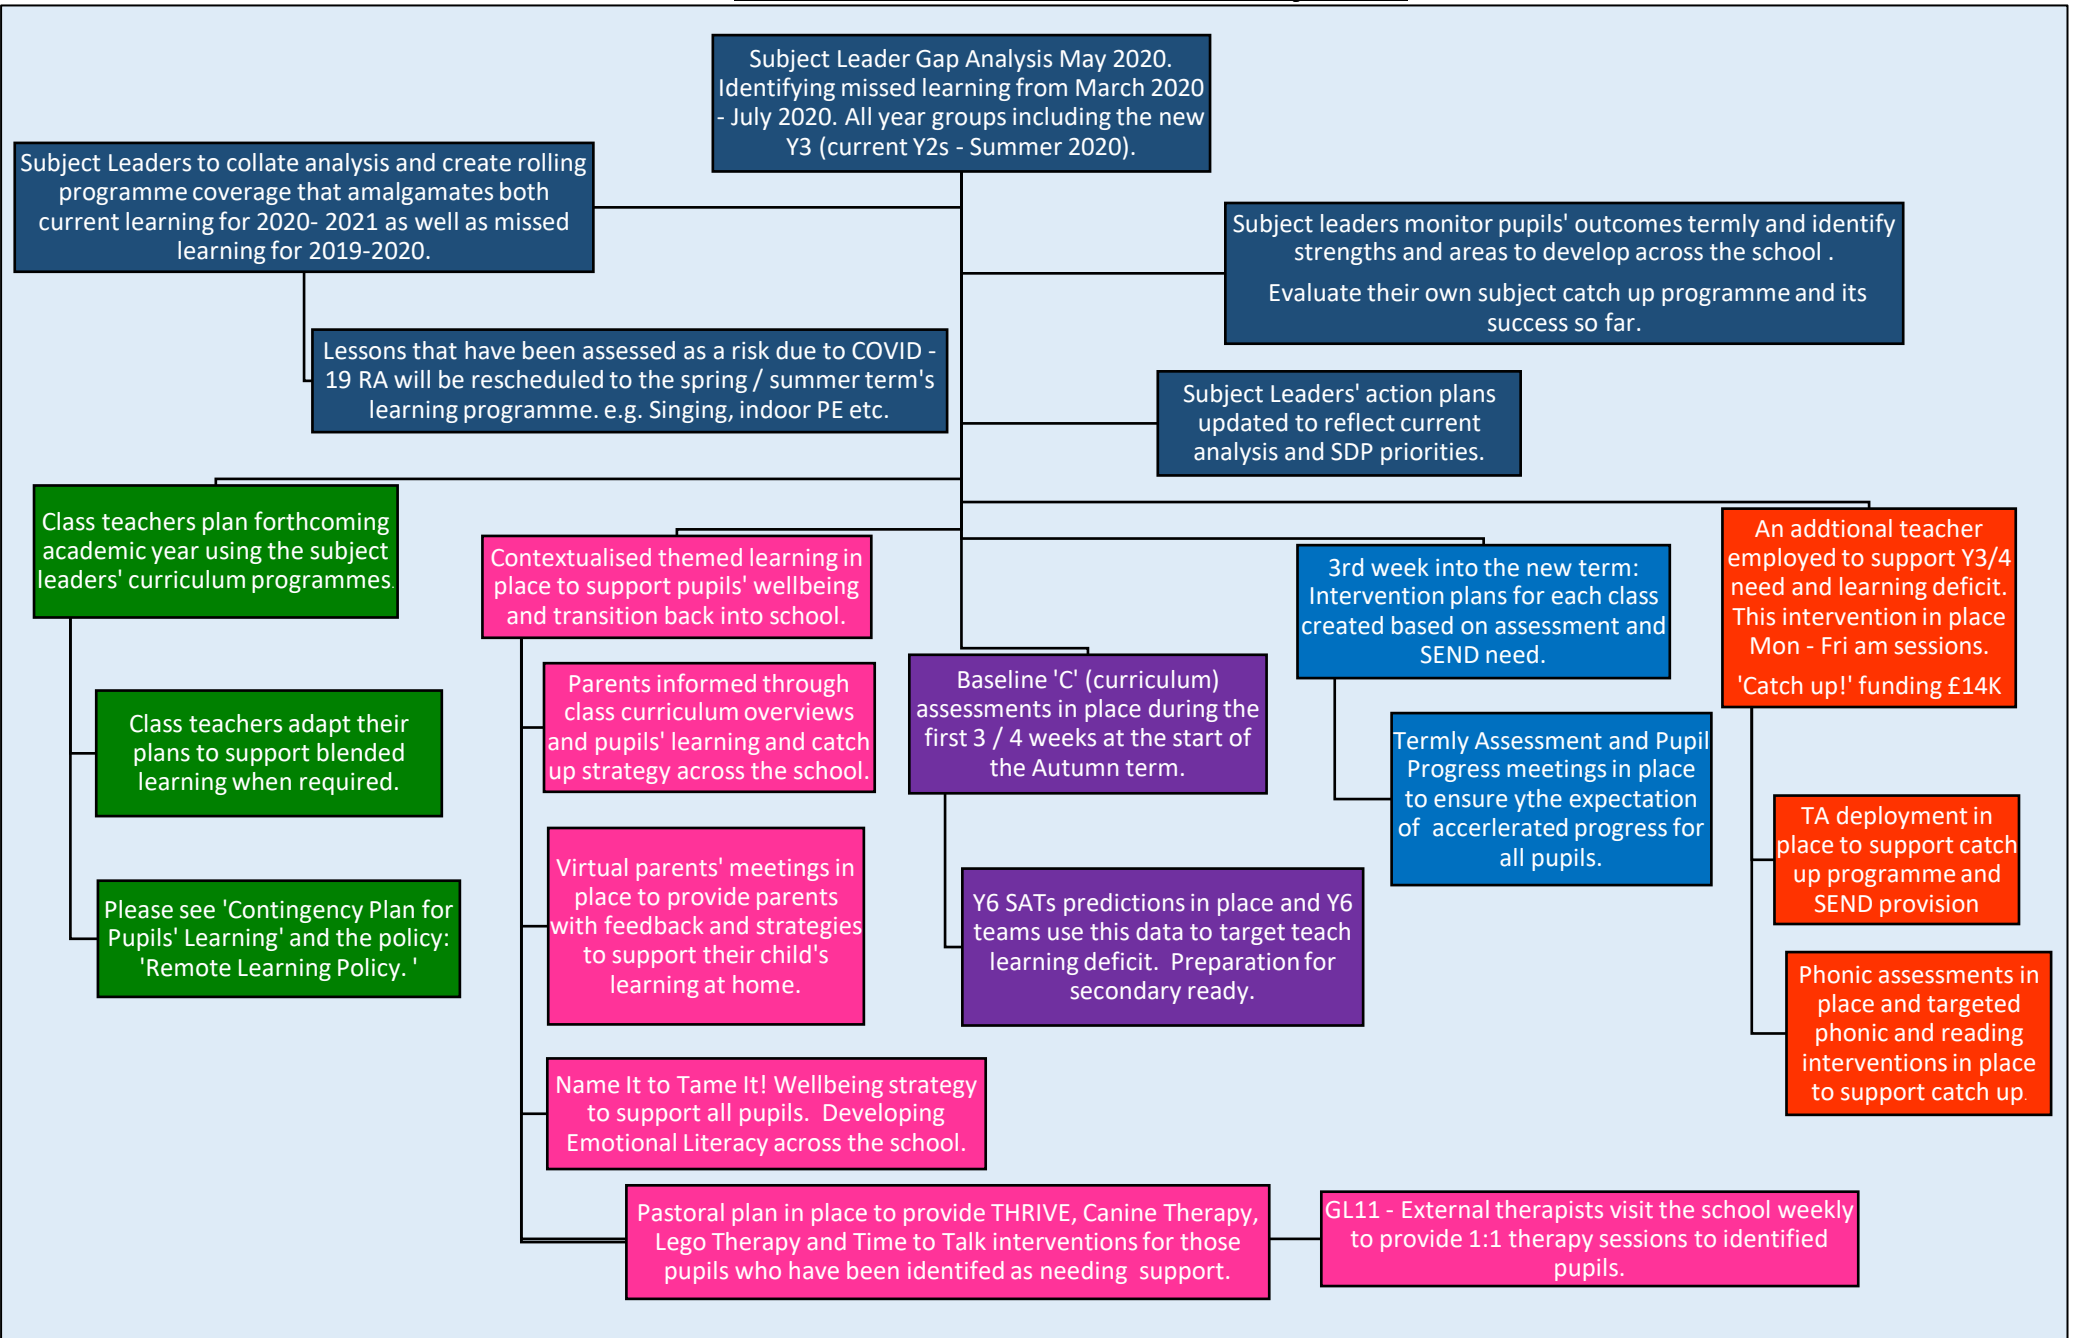 Subject Leader Gap Analysis May 2020.
Identifying missed learning from March 2020
- July 2020. All year groups including the new
Y3 (current Y2s - Summer 2020).
Subject Leaders to collate analysis and create rolling
programme coverage that amalgamates both
current learning for 2020- 2021 as well as missed
learning for 2019-2020.
Subject leaders monitor pupils' outcomes termly and identify
strengths and areas to develop across the school .
Evaluate their own subject catch up programme and its
success so far.
Lessons that have been assessed as a risk due to COVID -
19 RA will be rescheduled to the spring / summer term's
learning programme. e.g. Singing, indoor PE etc.
Subject Leaders' action plans
updated to reflect current
analysis and SDP priorities.
Class teachers plan forthcoming
academic year using the subject
leaders' curriculum programmes.
Class teachers adapt their
plans to support blended
learning when required.
Please see 'Contingency Plan for
Pupils' Learning' and the policy:
'Remote Learning Policy. '
Contextualised themed learning in
place to support pupils' wellbeing
and transition back into school.
Parents informed through
class curriculum overviews
and pupils' learning and catch
up strategy across the school.
Virtual parents' meetings in
place to provide parents
with feedback and strategies
to support their child's
learning at home.
Name It to Tame It! Wellbeing strategy
to support all pupils.  Developing
Emotional Literacy across the school.
Pastoral plan in place to provide THRIVE, Canine Therapy,
Lego Therapy and Time to Talk interventions for those
pupils who have been identifed as needing  support.
GL11 - External therapists visit the school weekly
to provide 1:1 therapy sessions to identified
pupils.
Baseline 'C' (curriculum)
assessments in place during the
first 3 / 4 weeks at the start of
the Autumn term.
Y6 SATs predictions in place and Y6
teams use this data to target teach
learning deficit.  Preparation for
secondary ready.
3rd week into the new term:
Intervention plans for each class
created based on assessment and
SEND need.
Termly Assessment and Pupil
Progress meetings in place
to ensure ythe expectation
of  accerlerated progress for
all pupils.
An addtional teacher
employed to support Y3/4
need and learning deficit.
This intervention in place
Mon - Fri am sessions.
'Catch up!' funding £14K
TA deployment in
place to support catch
up programme and
SEND provision
Phonic assessments in
place and targeted
phonic and reading
interventions in place
to support catch up.